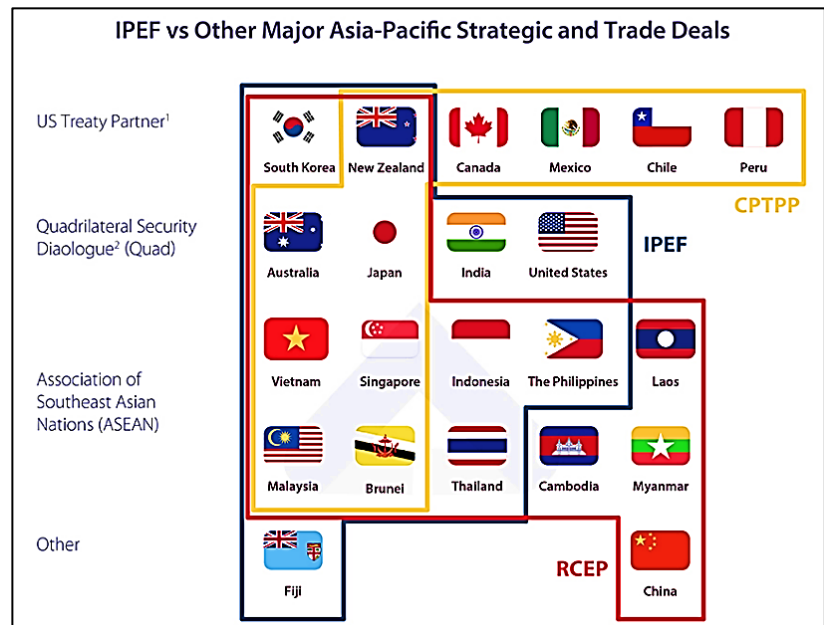 IPEF vs Other Major Asia-Pacific Strategic and Trade Deals
US Treaty Partner¹
South Korea
New Zealand
Canada
Mexico
Chile
Peru
CPTPP
Quadrilateral Security
Diaologue² (Quad)
IPEF
Australia
Japan
India
United States
Association of
Southeast Asian
Nations (ASEAN)
Vietnam
Singapore
Indonesia
The Philippines
Laos
Malaysia
Brunei
Thailand
Cambodia
Myanmar
Other
RCEP
Fiji
China